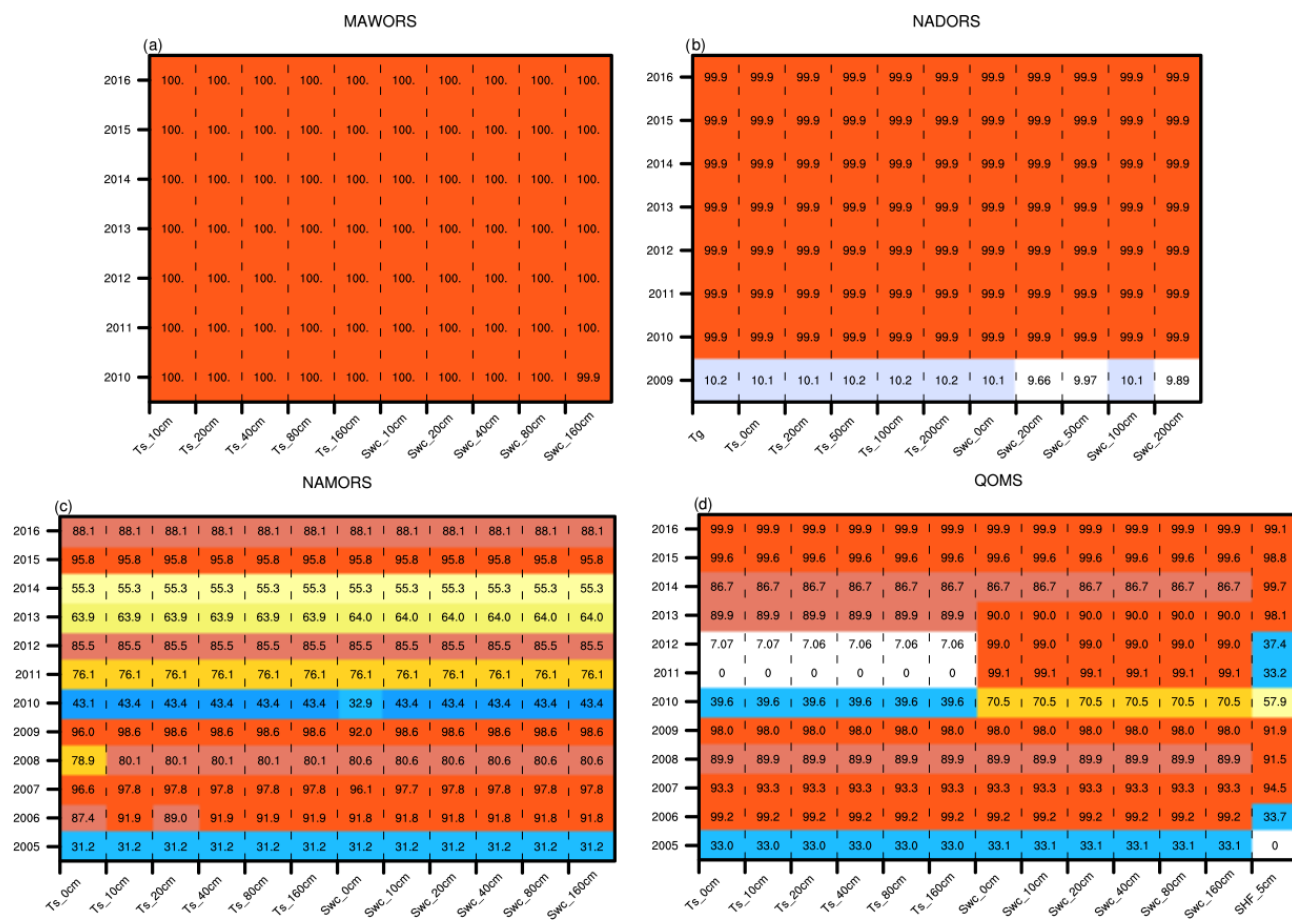 MAWORS
(a)
2016 100. 100. 100. 100. 100. 100. 100. 100. 100. 100.
2015 100. 100. 100. 100. 100. 100. 100. 100. 100. 100.
2014 100. 100. 100. 100. 100. 100. 100. 100. 100. 100.
2013 100. 100. 100. 100. 100. 100. 100. 100. 100. 100.
2012 100. 100. 100. 100. 100. 100. 100. 100. 100. 100.
2011 100. 100. 100. 100. 100. 100. 100. 100. 100. 100.
2010 100. 100. 100. 100. 100. 100. 100. 100. 100. 99.9
Ts_10cm Ts_20cm Ts_40cm Ts_80cm Ts_160cm Swc_10cm Swc_20cm Swc_40cm Swc_80cm Swc_160cm
NADORS
(b)
2016 99.9 99.9 99.9 99.9 99.9 99.9 99.9 99.9 99.9 99.9 99.9
2015 99.9 99.9 99.9 99.9 99.9 99.9 99.9 99.9 99.9 99.9 99.9
2014 99.9 99.9 99.9 99.9 99.9 99.9 99.9 99.9 99.9 99.9 99.9
2013 99.9 99.9 99.9 99.9 99.9 99.9 99.9 99.9 99.9 99.9 99.9
2012 99.9 99.9 99.9 99.9 99.9 99.9 99.9 99.9 99.9 99.9 99.9
2011 99.9 99.9 99.9 99.9 99.9 99.9 99.9 99.9 99.9 99.9 99.9
2010 99.9 99.9 99.9 99.9 99.9 99.9 99.9 99.9 99.9 99.9 99.9
2009 10.2 10.1 10.1 10.2 10.2 10.2 10.1 9.66 9.97 10.1 9.89
Tg Ts_0cm Ts_20cm Ts_50cm Ts_100cm Ts_200cm Swc_0cm Swc_20cm Swc_50cm Swc_100cm Swc_200cm
NAMORS
(c)
2016 88.1 88.1 88.1 88.1 88.1 88.1 88.1 88.1 88.1 88.1 88.1 88.1
2015 95.8 95.8 95.8 95.8 95.8 95.8 95.8 95.8 95.8 95.8 95.8 95.8
2014 55.3 55.3 55.3 55.3 55.3 55.3 55.3 55.3 55.3 55.3 55.3 55.3
2013 63.9 63.9 63.9 63.9 63.9 63.9 64.0 64.0 64.0 64.0 64.0 64.0
2012 85.5 85.5 85.5 85.5 85.5 85.5 85.5 85.5 85.5 85.5 85.5 85.5
2011 76.1 76.1 76.1 76.1 76.1 76.1 76.1 76.1 76.1 76.1 76.1 76.1
2010 43.1 43.4 43.4 43.4 43.4 43.4 32.9 43.4 43.4 43.4 43.4 43.4
2009 96.0 98.6 98.6 98.6 98.6 98.6 92.0 98.6 98.6 98.6 98.6 98.6
2008 78.9 80.1 80.1 80.1 80.1 80.1 80.6 80.6 80.6 80.6 80.6 80.6
2007 96.6 97.8 97.8 97.8 97.8 97.8 96.1 97.7 97.8 97.8 97.8 97.8
2006 87.4 91.9 89.0 91.9 91.9 91.9 91.8 91.8 91.8 91.8 91.8 91.8
2005 31.2 31.2 31.2 31.2 31.2 31.2 31.2 31.2 31.2 31.2 31.2 31.2
Ts_0cm Ts_10cm Ts_20cm Ts_40cm Ts_80cm Ts_160cm Swc_0cm Swc_10cm Swc_20cm Swc_40cm Swc_80cm Swc_160cm
QOMS
(d)
2016 99.9 99.9 99.9 99.9 99.9 99.9 99.9 99.9 99.9 99.9 99.9 99.9 99.1
2015 99.6 99.6 99.6 99.6 99.6 99.6 99.6 99.6 99.6 99.6 99.6 99.6 98.8
2014 86.7 86.7 86.7 86.7 86.7 86.7 86.7 86.7 86.7 86.7 86.7 86.7 99.7
2013 89.9 89.9 89.9 89.9 89.9 89.9 90.0 90.0 90.0 90.0 90.0 90.0 98.1
2012 7.07 7.07 7.06 7.06 7.06 7.06 99.0 99.0 99.0 99.0 99.0 99.0 37.4
2011 0 0 0 0 0 0 99.1 99.1 99.1 99.1 99.1 99.1 33.2
2010 39.6 39.6 39.6 39.6 39.6 39.6 70.5 70.5 70.5 70.5 70.5 70.5 57.9
2009 98.0 98.0 98.0 98.0 98.0 98.0 98.0 98.0 98.0 98.0 98.0 98.0 91.9
2008 89.9 89.9 89.9 89.9 89.9 89.9 89.9 89.9 89.9 89.9 89.9 89.9 91.5
2007 93.3 93.3 93.3 93.3 93.3 93.3 93.3 93.3 93.3 93.3 93.3 93.3 94.5
2006 99.2 99.2 99.2 99.2 99.2 99.2 99.2 99.2 99.2 99.2 99.2 99.2 33.7
2005 33.0 33.0 33.0 33.0 33.0 33.0 33.1 33.1 33.1 33.1 33.1 33.1 0
Ts_0cm Ts_10cm Ts_20cm Ts_40cm Ts_80cm Ts_160cm Swc_0cm Swc_10cm Swc_20cm Swc_40cm Swc_80cm Swc_160cm SHF_5cm